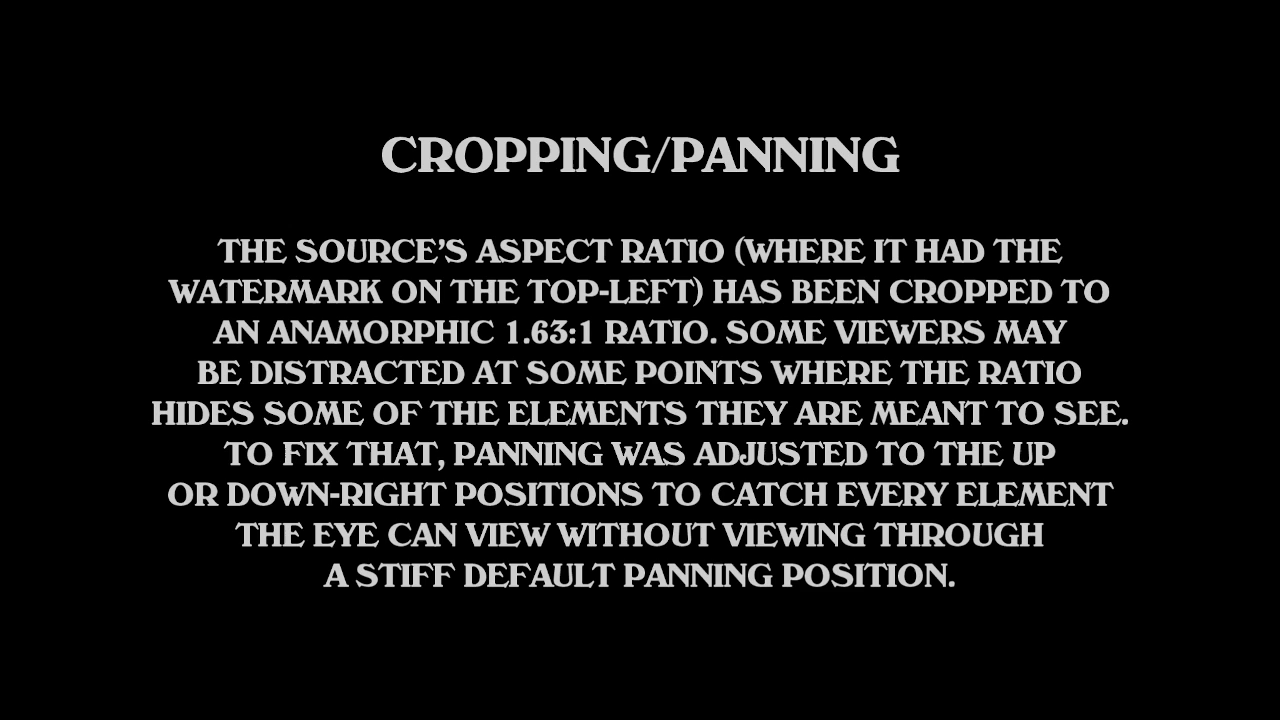 CROPPING/PANNING
THE SOURCE'S ASPECT RATIO (WHERE IT HAD THE
WATERMARK ON THE TOP-LEFT) HAS BEEN CROPPED TO
AN ANAMORPHIC 1.63:1 RATIO. SOME VIEWERS MAY
BE DISTRACTED AT SOME POINTS WHERE THE RATIO
HIDES SOME OF THE ELEMENTS THEY ARE MEANT TO SEE.
TO FIX THAT, PANNING WAS ADJUSTED TO THE UP
OR DOWN-RIGHT POSITIONS TO CATCH EVERY ELEMENT
THE EYE CAN VIEW WITHOUT VIEWING THROUGH
A STIFF DEFAULT PANNING POSITION.